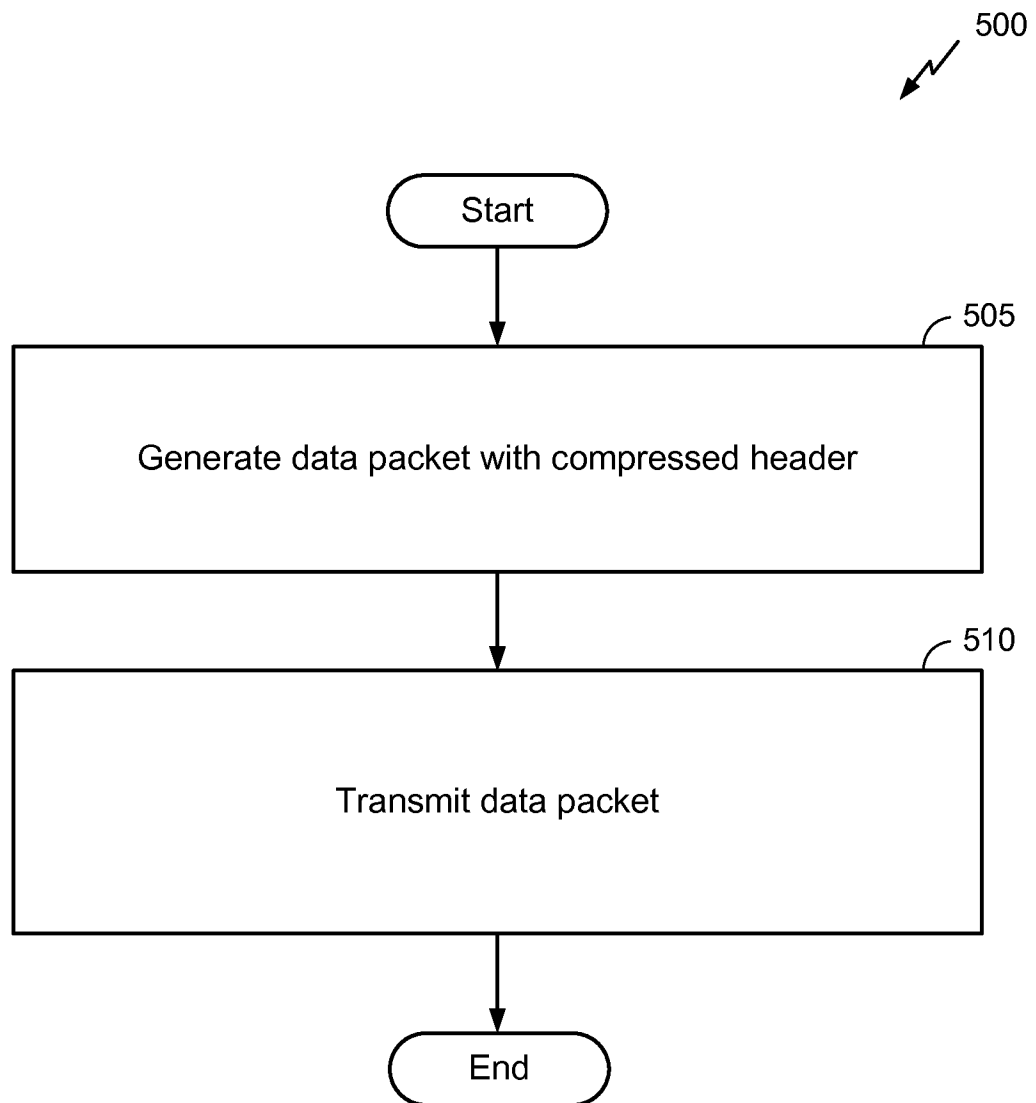 500
Start
505
Generate data packet with compressed header
510
Transmit data packet
End